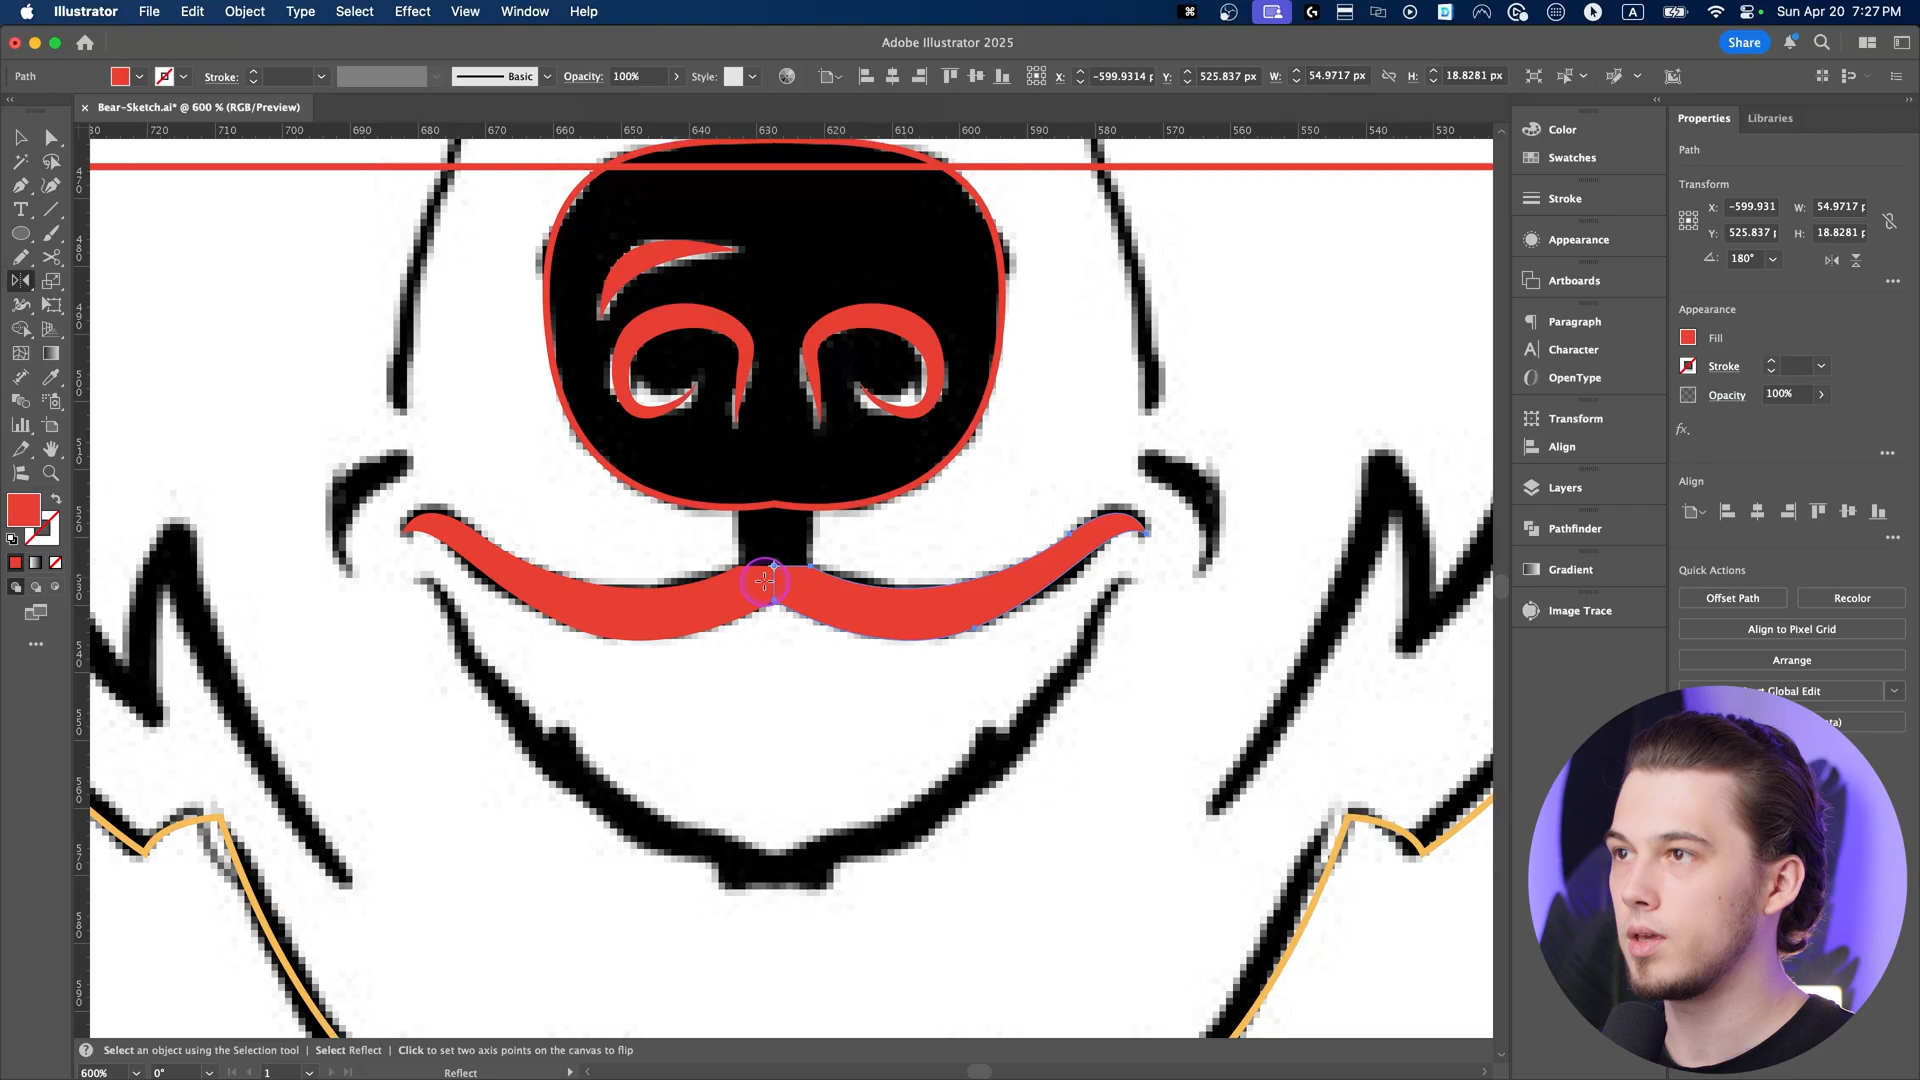 Illustrator File Edit Object Type Select Effect View Window Help
A Sun Apr 20 7:27 PM
Adobe Illustrator 2025
Share
Path Stroke: Basic Opacity: 100% Style: X: -599.9314 p Y: 525.837 px W: 54.9717 px H: 18.8281 px
× Bear-Sketch.ai* @ 600 % (RGB/Preview)
720 710 700 690 680 670 660 650 640 630 620 610 600 590 580 570 560 550 540 530
Color
Swatches
Stroke
Appearance
Artboards
Paragraph
Character
OpenType
Transform
Align
Layers
Pathfinder
Gradient
Image Trace
Properties Libraries
Path
Transform
X: -599.931 W: 54.9717 p
Y: 525.837 p H: 18.8281 p
180°
Appearance
Fill
Stroke
Opacity 100%
fx.
Align
Quick Actions
Offset Path Recolor
Align to Pixel Grid
Arrange
Global Edit
Select an object using the Selection tool | Select Reflect | Click to set two axis points on the canvas to flip
600% 0° 1 Reflect